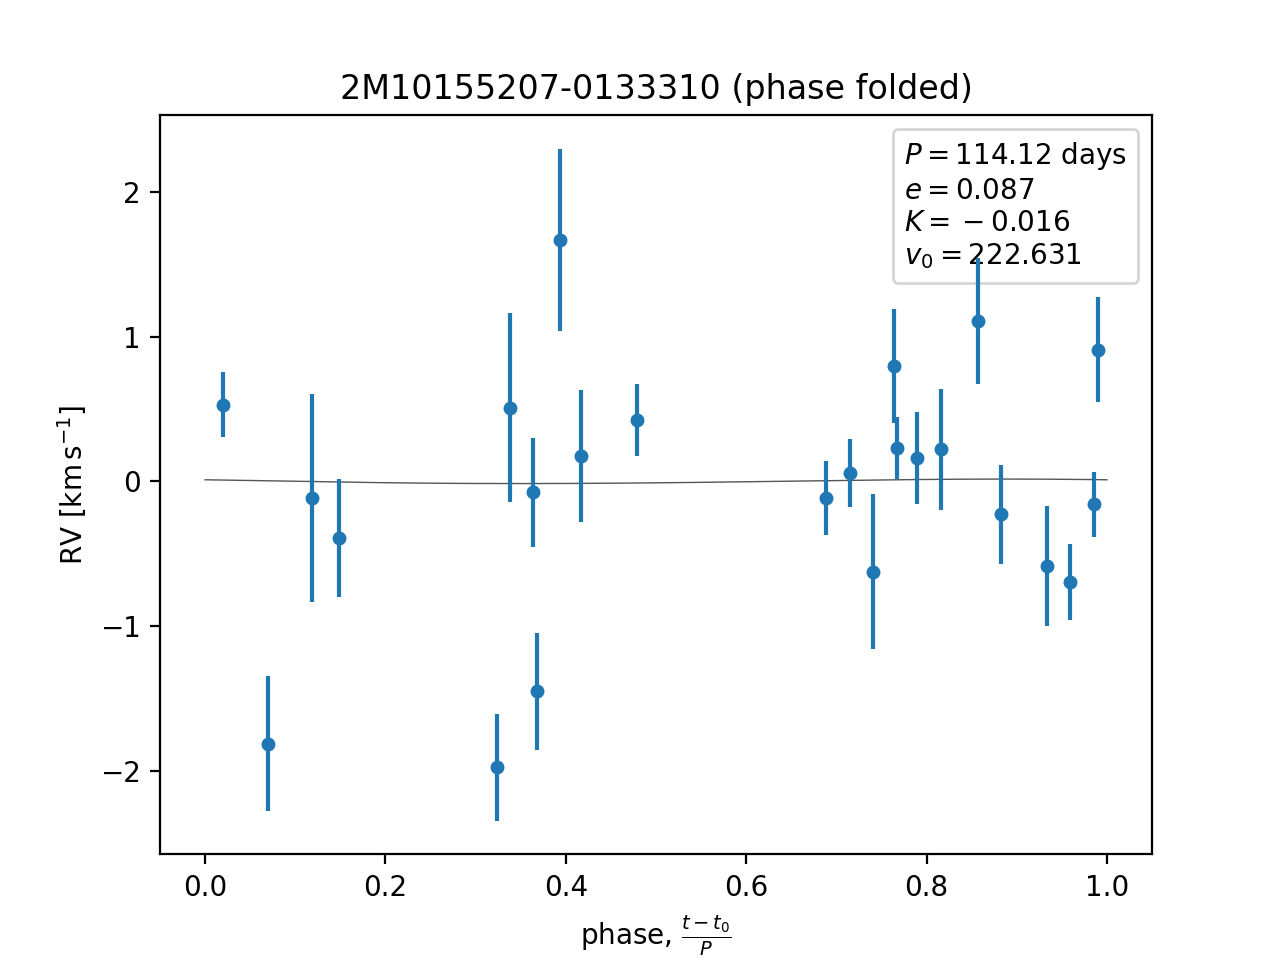 2M10155207-0133310 (phase folded)
P = 114.12 days
e = 0.087
K = −0.016
v₀ = 222.631
2
1
0
−1
−2
RV [km s⁻¹]
0.0 0.2 0.4 0.6 0.8 1.0
phase, (t − t₀)/P